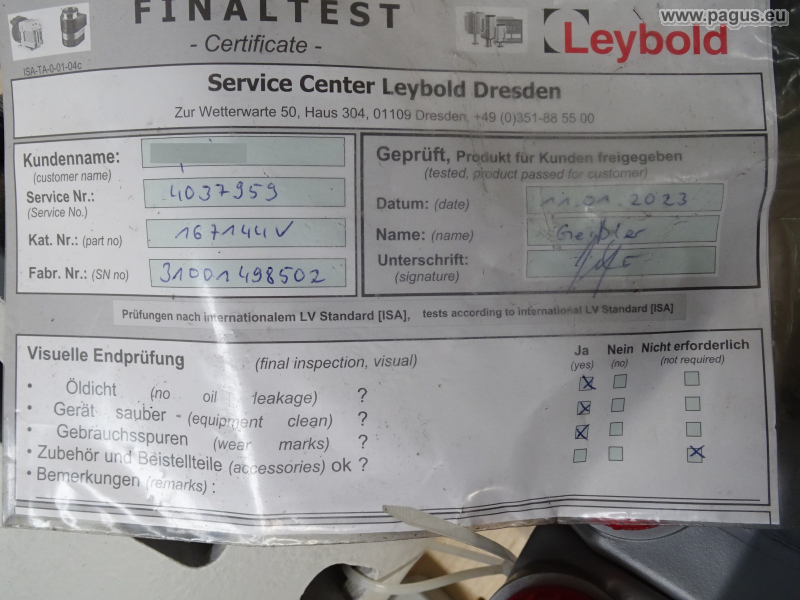 www.pagus.eu
FINALTEST
- Certificate -
Leybold
ISA-TA-0-01-04c
Service Center Leybold Dresden
Zur Wetterwarte 50, Haus 304, 01109 Dresden, +49 (0)351-88 55 00
Kundenname:
(customer name)
Service Nr.: 4037959
(Service No.)
Kat. Nr.: (part no) 167144V
Fabr. Nr.: (SN no) 31001498502
Geprüft, Produkt für Kunden freigegeben
(tested, product passed for customer)
Datum: (date) 11.01.2023
Name: (name)
Unterschrift:
(signature)
Prüfungen nach internationalem LV Standard [ISA], tests according to international LV Standard [ISA]
Visuelle Endprüfung (final inspection, visual)
Ja Nein Nicht erforderlich
(yes) (no) (not required)
• Öldicht (no oil leakage) ?
• Gerät sauber - (equipment clean) ?
• Gebrauchsspuren (wear marks) ?
• Zubehör und Beistellteile (accessories) ok ?
• Bemerkungen (remarks) :